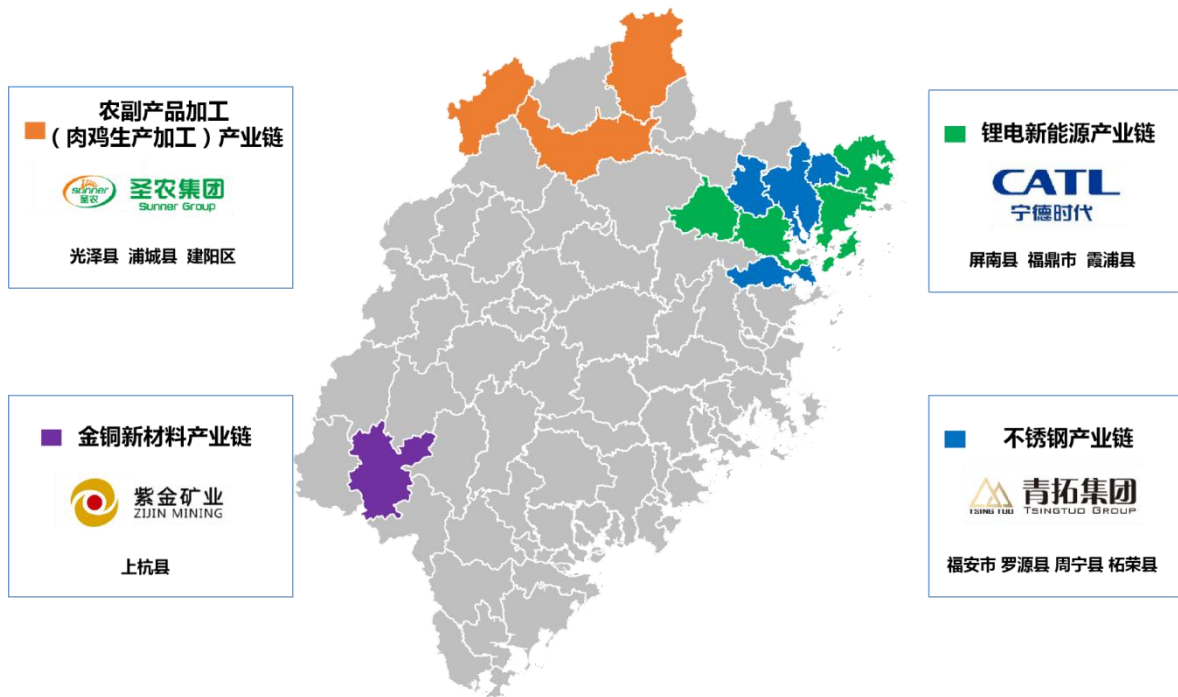 农副产品加工
（肉鸡生产加工）产业链
sunner
圣农
圣农集团
Sunner Group
光泽县 浦城县 建阳区
锂电新能源产业链
CATL
宁德时代
屏南县 福鼎市 霞浦县
金铜新材料产业链
紫金矿业
ZIJIN MINING
上杭县
不锈钢产业链
TSING TUO
青拓集团
TSINGTUO GROUP
福安市 罗源县 周宁县 柘荣县